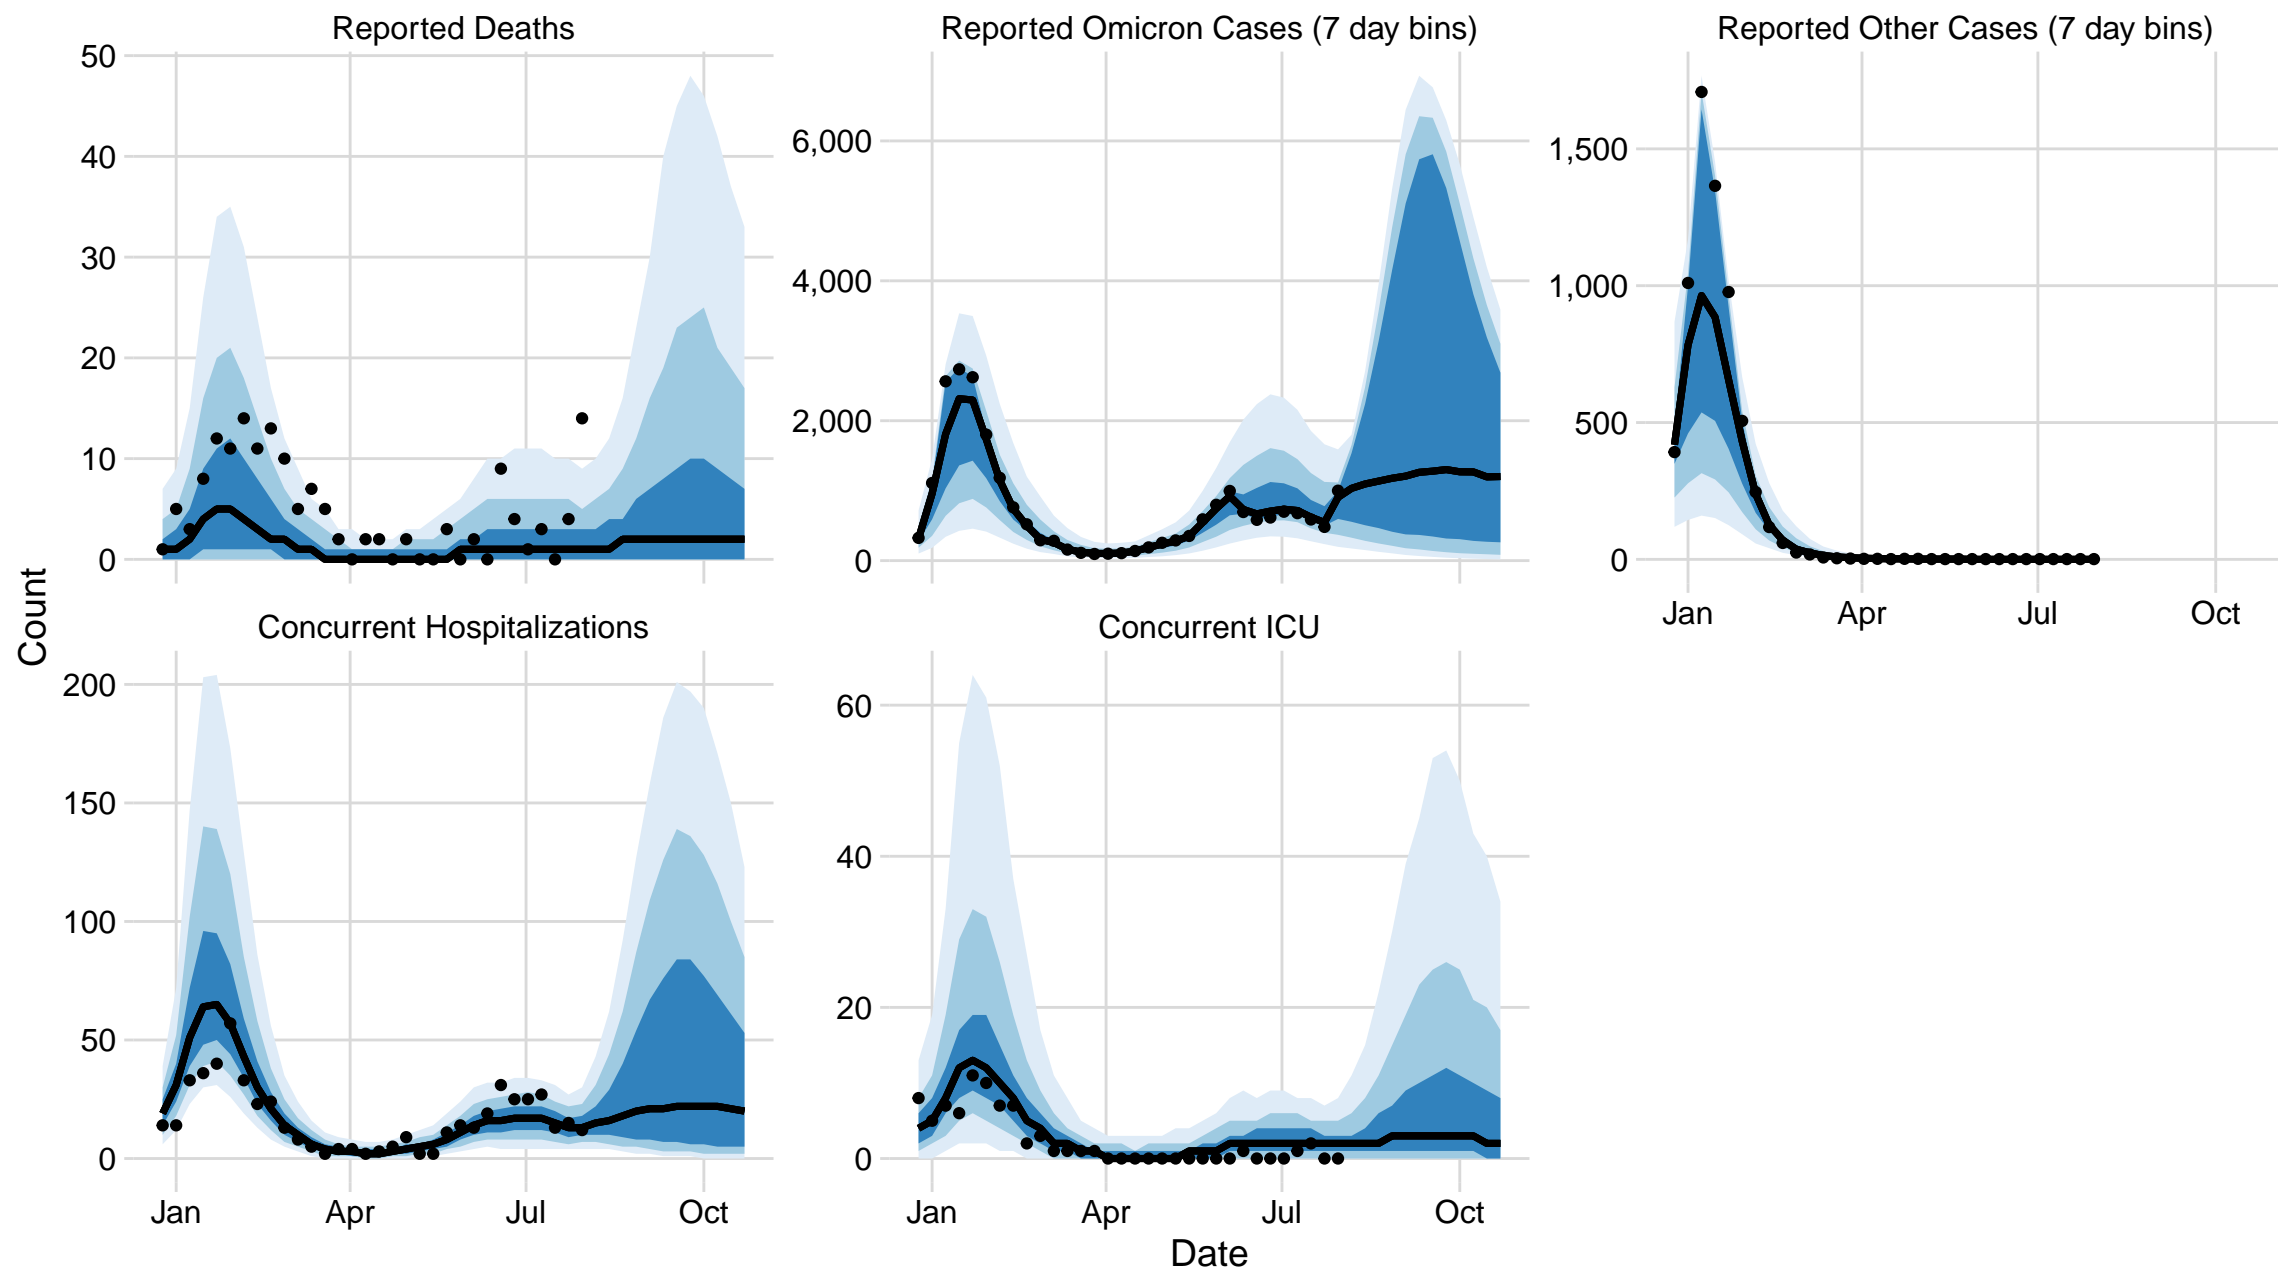 Reported Deaths
50
40
30
20
10
0
Reported Omicron Cases (7 day bins)
6,000
4,000
2,000
0
Reported Other Cases (7 day bins)
1,500
1,000
500
0
Jan Apr Jul Oct
Count
Concurrent Hospitalizations
200
150
100
50
0
Jan Apr Jul Oct
Concurrent ICU
60
40
20
0
Jan Apr Jul Oct
Date